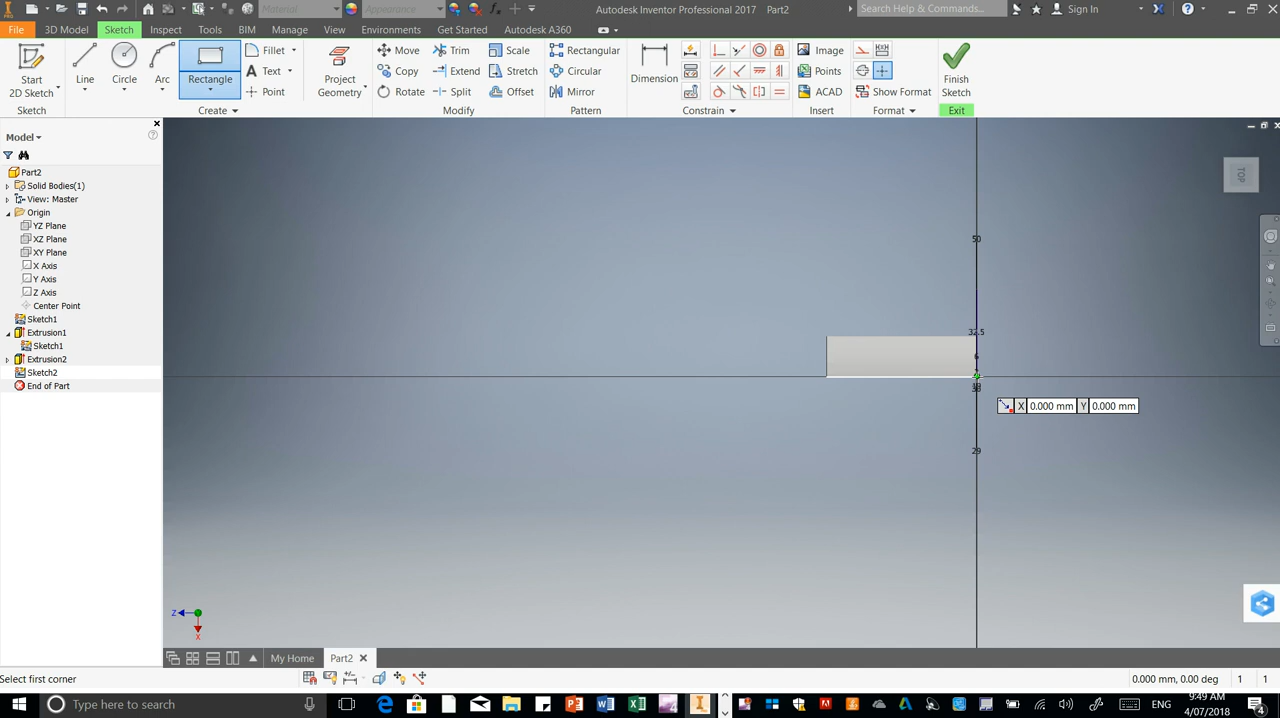 PRO
Material
Appearance
Autodesk Inventor Professional 2017 Part2
Search Help & Commands...
Sign In
File 3D Model Sketch Inspect Tools Manage View Environments BIM Get Started Autodesk A360
Start 2D Sketch
Line
Circle
Arc
Rectangle
Fillet
Text
Point
Project Geometry
Move
Copy
Rotate
Trim
Extend
Split
Scale
Stretch
Offset
Rectangular
Circular
Mirror
Dimension
Image
Points
ACAD
Show Format
Finish Sketch
Sketch Create Modify Pattern Constrain Insert Format Exit
Model
Part2
Solid Bodies(1)
View: Master
Origin
YZ Plane
XZ Plane
XY Plane
X Axis
Y Axis
Z Axis
Center Point
Sketch1
Extrusion1
Sketch1
Extrusion2
Sketch2
End of Part
TOP
50
32.5
6
29
X 0.000 mm Y 0.000 mm
Z
X
My Home Part2
Select first corner
0.000 mm, 0.00 deg 1 1
Type here to search
ENG
9:49 AM
4/07/2018